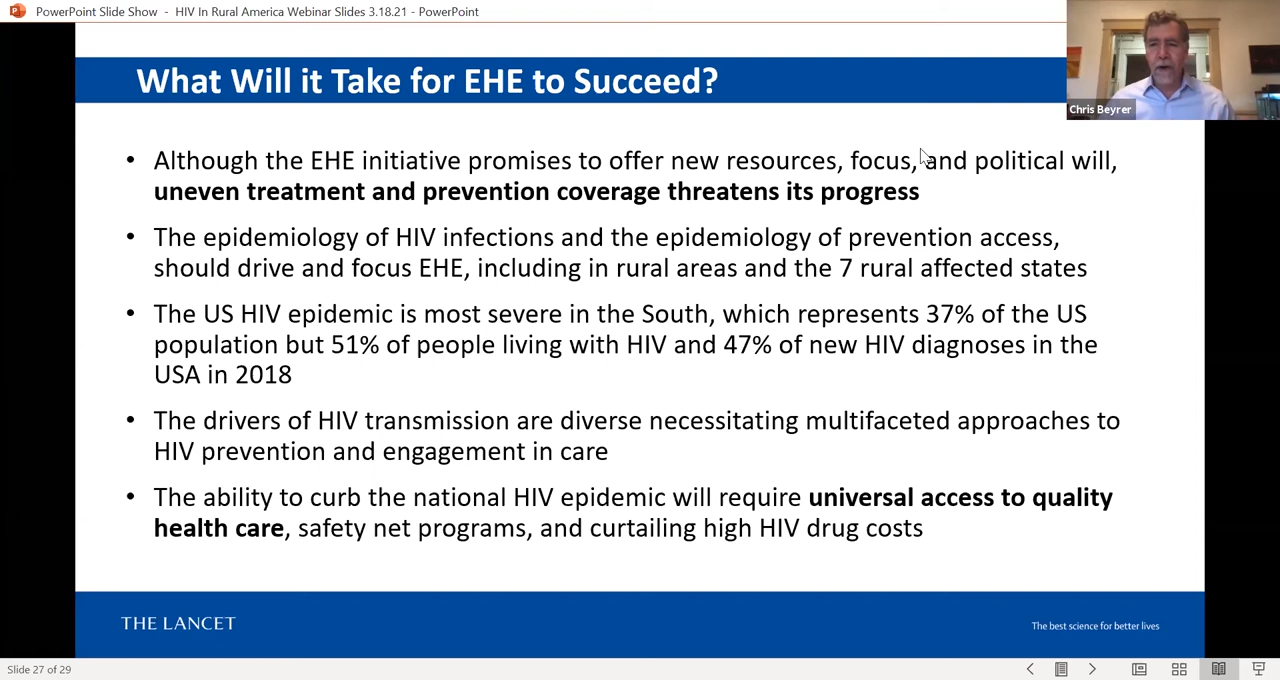 PowerPoint Slide Show - HIV In Rural America Webinar Slides 3.18.21 - PowerPoint
What Will it Take for EHE to Succeed?
Chris Beyrer
• Although the EHE initiative promises to offer new resources, focus, and political will,
uneven treatment and prevention coverage threatens its progress
• The epidemiology of HIV infections and the epidemiology of prevention access,
should drive and focus EHE, including in rural areas and the 7 rural affected states
• The US HIV epidemic is most severe in the South, which represents 37% of the US
population but 51% of people living with HIV and 47% of new HIV diagnoses in the
USA in 2018
• The drivers of HIV transmission are diverse necessitating multifaceted approaches to
HIV prevention and engagement in care
• The ability to curb the national HIV epidemic will require universal access to quality
health care, safety net programs, and curtailing high HIV drug costs
THE LANCET
The best science for better lives
Slide 27 of 29